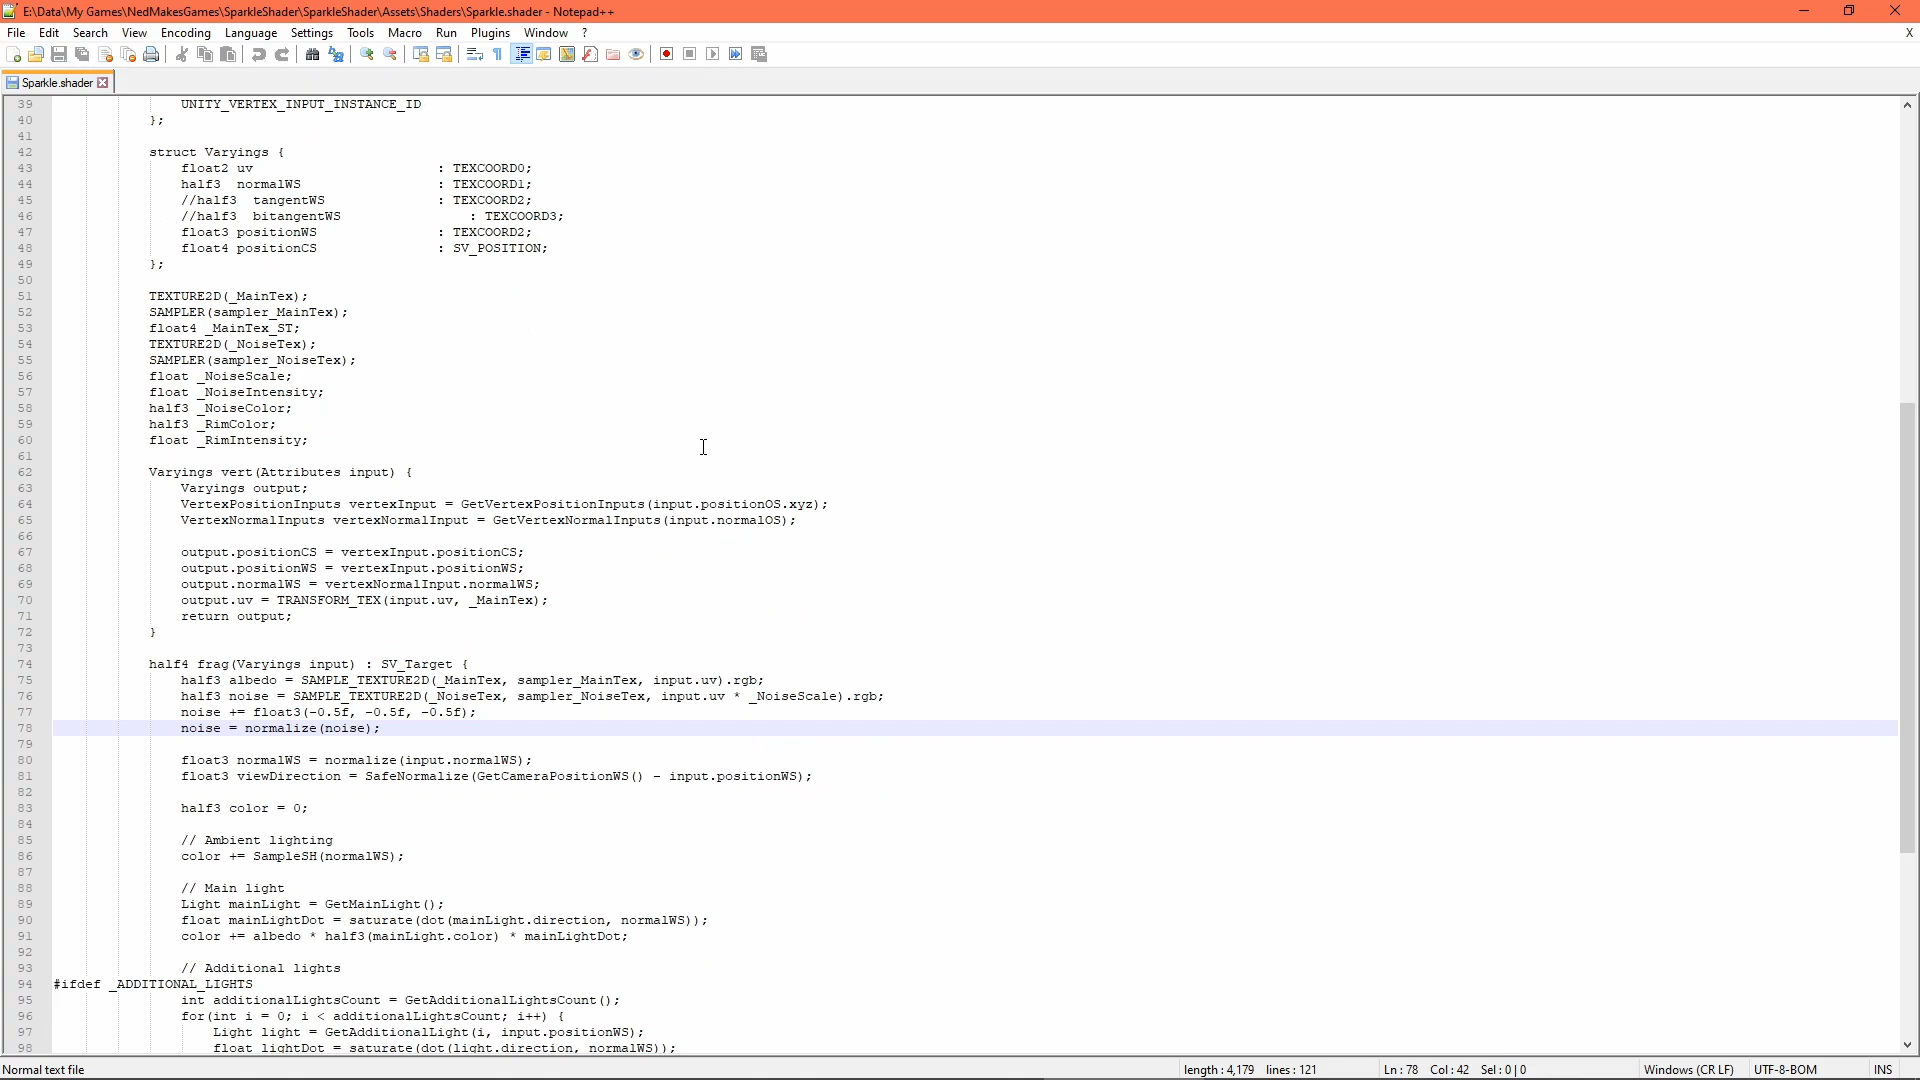 E:\Data\My Games\NedMakesGames\SparkleShader\SparkleShader\Assets\Shaders\Sparkle.shader - Notepad++
File Edit Search View Encoding Language Settings Tools Macro Run Plugins Window ? X
Sparkle.shader
39 UNITY_VERTEX_INPUT_INSTANCE_ID
40 };
41
42 struct Varyings {
43 float2 uv : TEXCOORD0;
44 half3 normalWS : TEXCOORD1;
45 //half3 tangentWS : TEXCOORD2;
46 //half3 bitangentWS : TEXCOORD3;
47 float3 positionWS : TEXCOORD2;
48 float4 positionCS : SV_POSITION;
49 };
50
51 TEXTURE2D(_MainTex);
52 SAMPLER(sampler_MainTex);
53 float4 _MainTex_ST;
54 TEXTURE2D(_NoiseTex);
55 SAMPLER(sampler_NoiseTex);
56 float _NoiseScale;
57 float _NoiseIntensity;
58 half3 _NoiseColor;
59 half3 _RimColor;
60 float _RimIntensity;
61
62 Varyings vert(Attributes input) {
63 Varyings output;
64 VertexPositionInputs vertexInput = GetVertexPositionInputs(input.positionOS.xyz);
65 VertexNormalInputs vertexNormalInput = GetVertexNormalInputs(input.normalOS);
66
67 output.positionCS = vertexInput.positionCS;
68 output.positionWS = vertexInput.positionWS;
69 output.normalWS = vertexNormalInput.normalWS;
70 output.uv = TRANSFORM_TEX(input.uv, _MainTex);
71 return output;
72 }
73
74 half4 frag(Varyings input) : SV_Target {
75 half3 albedo = SAMPLE_TEXTURE2D(_MainTex, sampler_MainTex, input.uv).rgb;
76 half3 noise = SAMPLE_TEXTURE2D(_NoiseTex, sampler_NoiseTex, input.uv * _NoiseScale).rgb;
77 noise += float3(-0.5f, -0.5f, -0.5f);
78 noise = normalize(noise);
79
80 float3 normalWS = normalize(input.normalWS);
81 float3 viewDirection = SafeNormalize(GetCameraPositionWS() - input.positionWS);
82
83 half3 color = 0;
84
85 // Ambient lighting
86 color += SampleSH(normalWS);
87
88 // Main light
89 Light mainLight = GetMainLight();
90 float mainLightDot = saturate(dot(mainLight.direction, normalWS));
91 color += albedo * half3(mainLight.color) * mainLightDot;
92
93 // Additional lights
94 #ifdef _ADDITIONAL_LIGHTS
95 int additionalLightsCount = GetAdditionalLightsCount();
96 for(int i = 0; i < additionalLightsCount; i++) {
97 Light light = GetAdditionalLight(i, input.positionWS);
98 float lightDot = saturate(dot(light.direction, normalWS));
Normal text file length : 4,179 lines : 121 Ln : 78 Col : 42 Sel : 0 | 0 Windows (CR LF) UTF-8-BOM INS